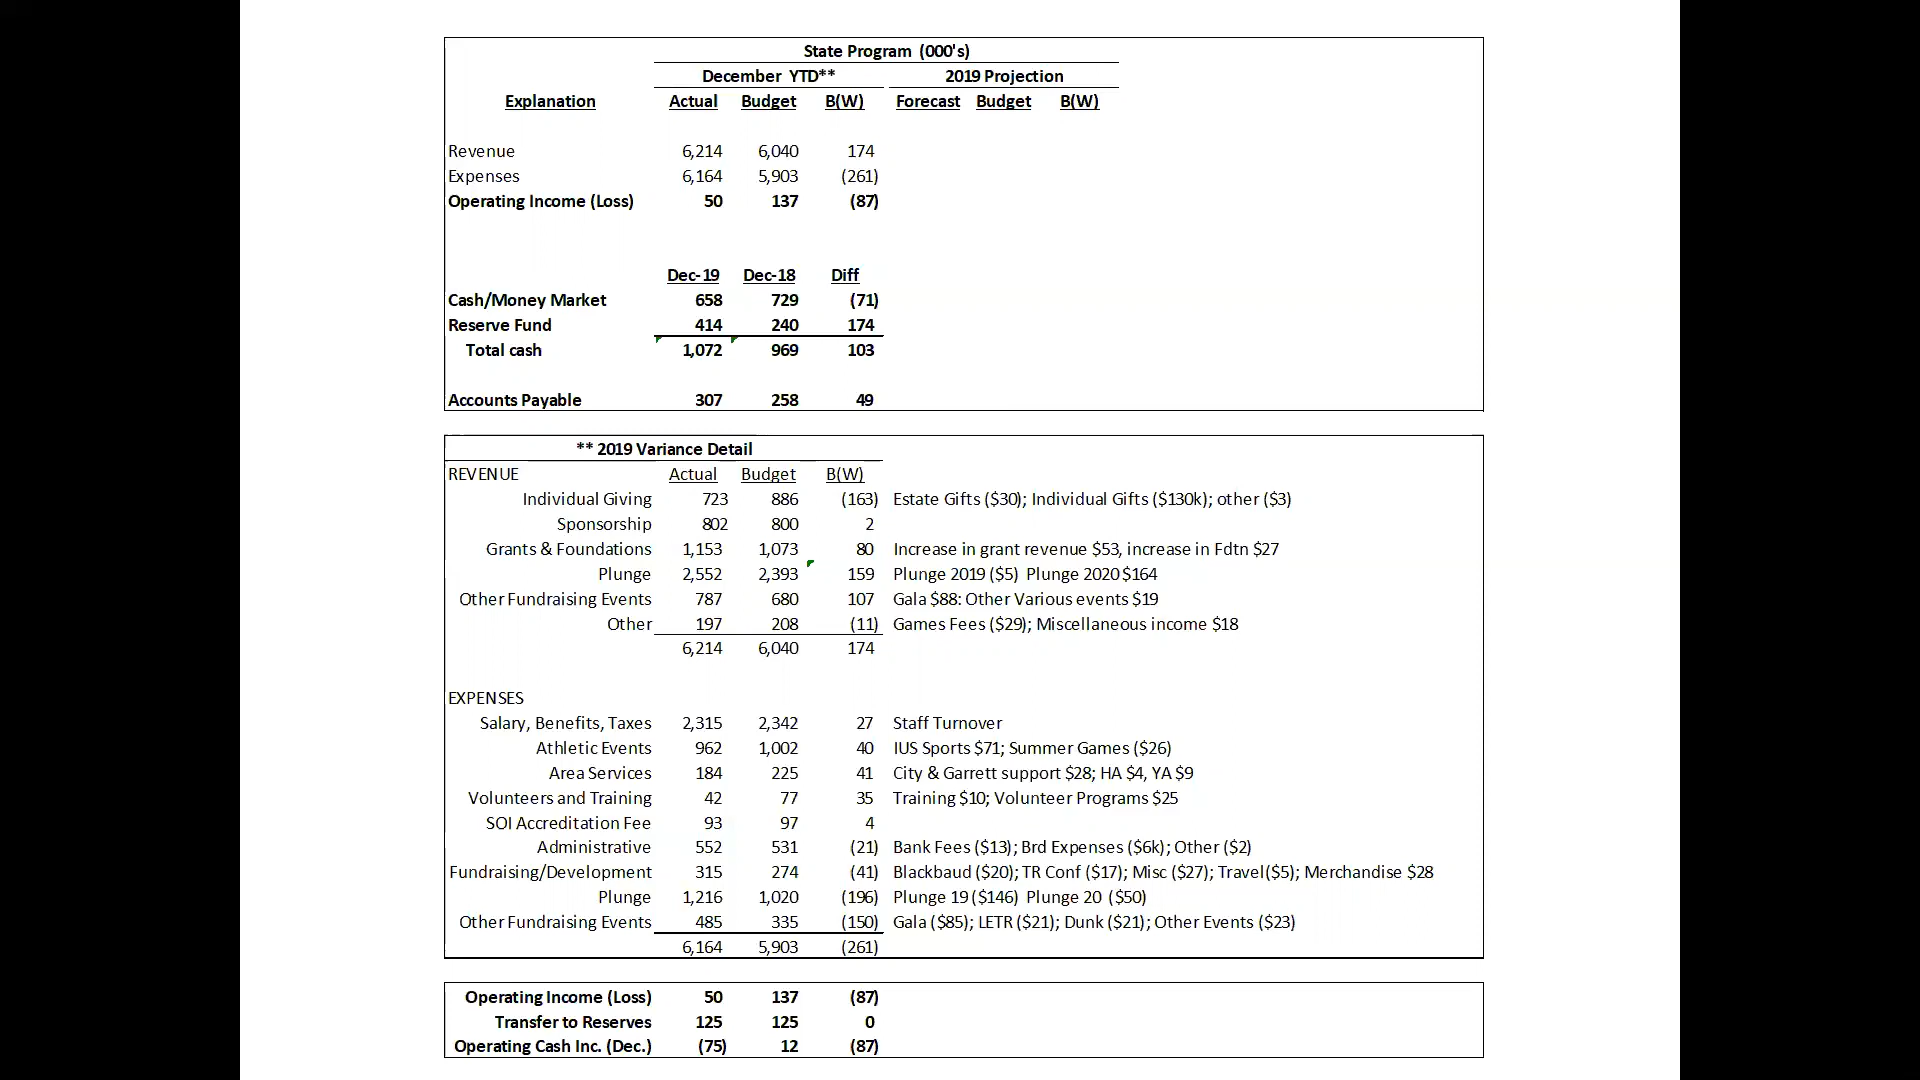 State Program (000's)
December YTD** 2019 Projection
Explanation Actual Budget B(W) Forecast Budget B(W)
Revenue 6,214 6,040 174
Expenses 6,164 5,903 (261)
Operating Income (Loss) 50 137 (87)
Dec-19 Dec-18 Diff
Cash/Money Market 658 729 (71)
Reserve Fund 414 240 174
Total cash 1,072 969 103
Accounts Payable 307 258 49
** 2019 Variance Detail
REVENUE Actual Budget B(W)
Individual Giving 723 886 (163) Estate Gifts ($30); Individual Gifts ($130k); other ($3)
Sponsorship 802 800 2
Grants & Foundations 1,153 1,073 80 Increase in grant revenue $53, increase in Fdtn $27
Plunge 2,552 2,393 159 Plunge 2019 ($5) Plunge 2020 $164
Other Fundraising Events 787 680 107 Gala $88: Other Various events $19
Other 197 208 (11) Games Fees ($29); Miscellaneous income $18
6,214 6,040 174
EXPENSES
Salary, Benefits, Taxes 2,315 2,342 27 Staff Turnover
Athletic Events 962 1,002 40 IUS Sports $71; Summer Games ($26)
Area Services 184 225 41 City & Garrett support $28; HA $4, YA $9
Volunteers and Training 42 77 35 Training $10; Volunteer Programs $25
SOI Accreditation Fee 93 97 4
Administrative 552 531 (21) Bank Fees ($13); Brd Expenses ($6k); Other ($2)
Fundraising/Development 315 274 (41) Blackbaud ($20); TR Conf ($17); Misc ($27); Travel($5); Merchandise $28
Plunge 1,216 1,020 (196) Plunge 19 ($146) Plunge 20 ($50)
Other Fundraising Events 485 335 (150) Gala ($85); LETR ($21); Dunk ($21); Other Events ($23)
6,164 5,903 (261)
Operating Income (Loss) 50 137 (87)
Transfer to Reserves 125 125 0
Operating Cash Inc. (Dec.) (75) 12 (87)